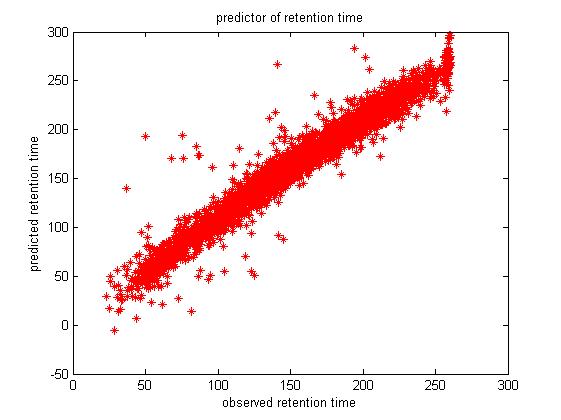 predictor of retention time
300
250
200
150
100
50
0
-50
predicted retention time
0 50 100 150 200 250 300
observed retention time